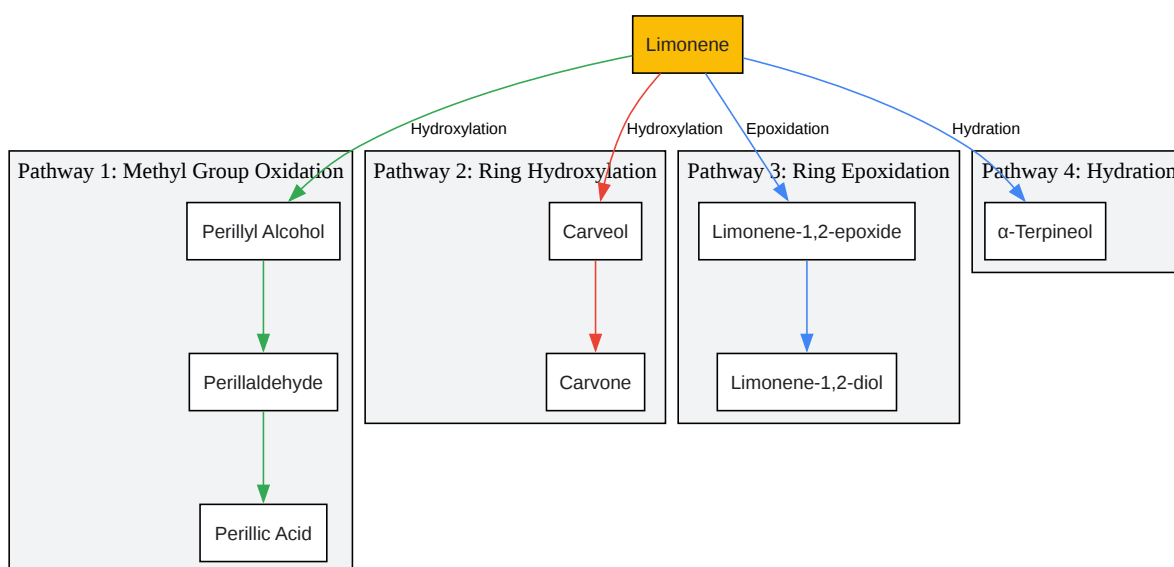 Limonene
Hydroxylation
Hydroxylation
Epoxidation
Hydration
Pathway 1: Methyl Group Oxidation
Perillyl Alcohol
Perillaldehyde
Perillic Acid
Pathway 2: Ring Hydroxylation
Carveol
Carvone
Pathway 3: Ring Epoxidation
Limonene-1,2-epoxide
Limonene-1,2-diol
Pathway 4: Hydration
α-Terpineol